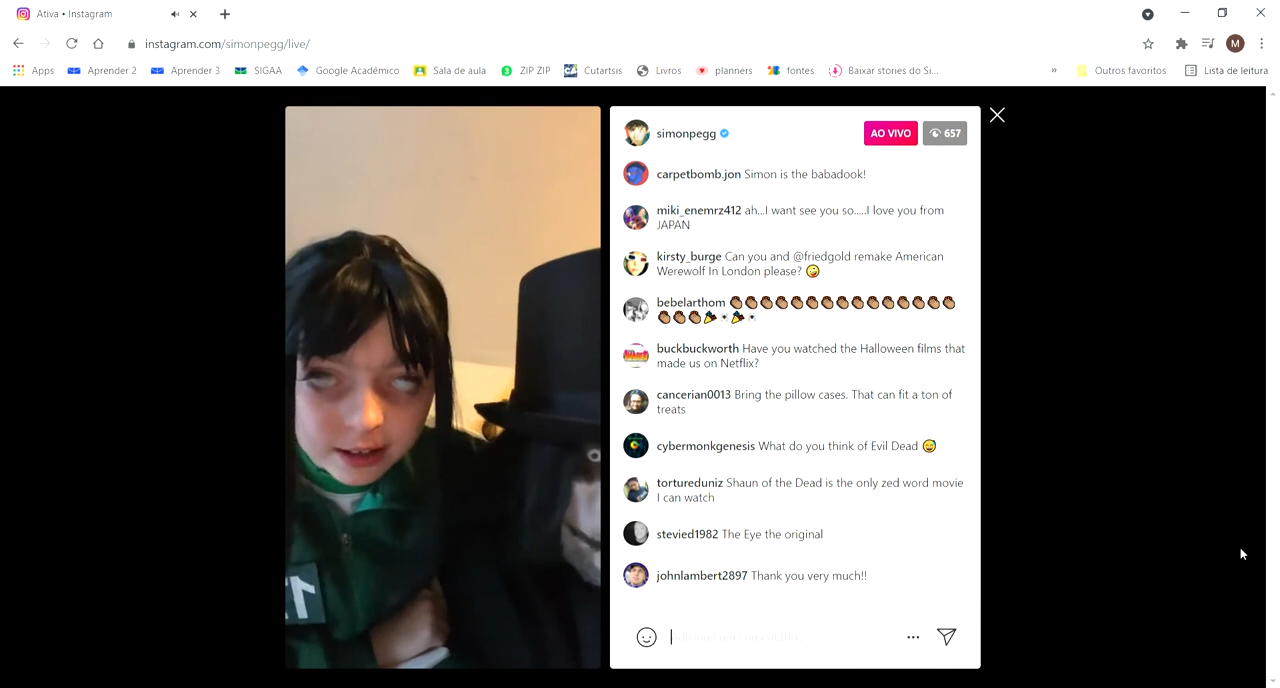 Ativa • Instagram
instagram.com/simonpegg/live/
M
Apps
Aprender 2
Aprender 3
SIGAA
Google Acadêmico
Sala de aula
ZIP ZIP
Cutartsis
Livros
planners
fontes
Baixar stories do Si...
»
Outros favoritos
Lista de leitura
simonpegg
AO VIVO
657
carpetbomb.jon Simon is the babadook!
miki_enemrz412 ah...I want see you so.....I love you from
JAPAN
kirsty_burge Can you and @friedgold remake American
Werewolf In London please? 🤪
bebelarthom 👏🏽👏🏽👏🏽👏🏽👏🏽👏🏽👏🏽👏🏽👏🏽👏🏽👏🏽👏🏽👏🏽👏🏽👏🏽
👏🏽👏🏽👏🏽🎉🎉
buckbuckworth Have you watched the Halloween films that
made us on Netflix?
cancerian0013 Bring the pillow cases. That can fit a ton of
treats
cybermonkgenesis What do you think of Evil Dead 😅
tortureduniz Shaun of the Dead is the only zed word movie
I can watch
stevied1982 The Eye the original
johnlambert2897 Thank you very much!!